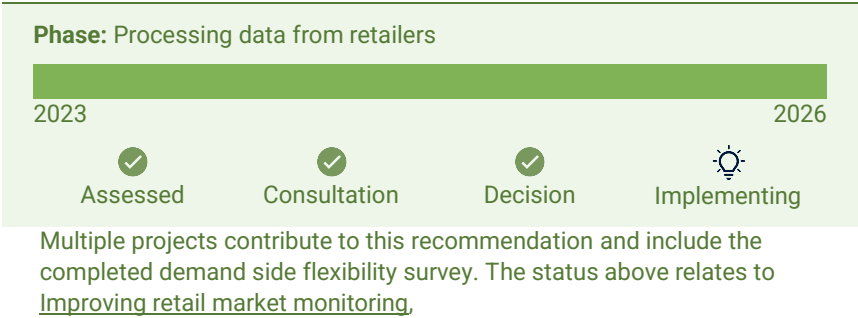 Phase: Processing data from retailers
2023 2026
Assessed Consultation Decision Implementing
Multiple projects contribute to this recommendation and include the
completed demand side flexibility survey. The status above relates to
Improving retail market monitoring,